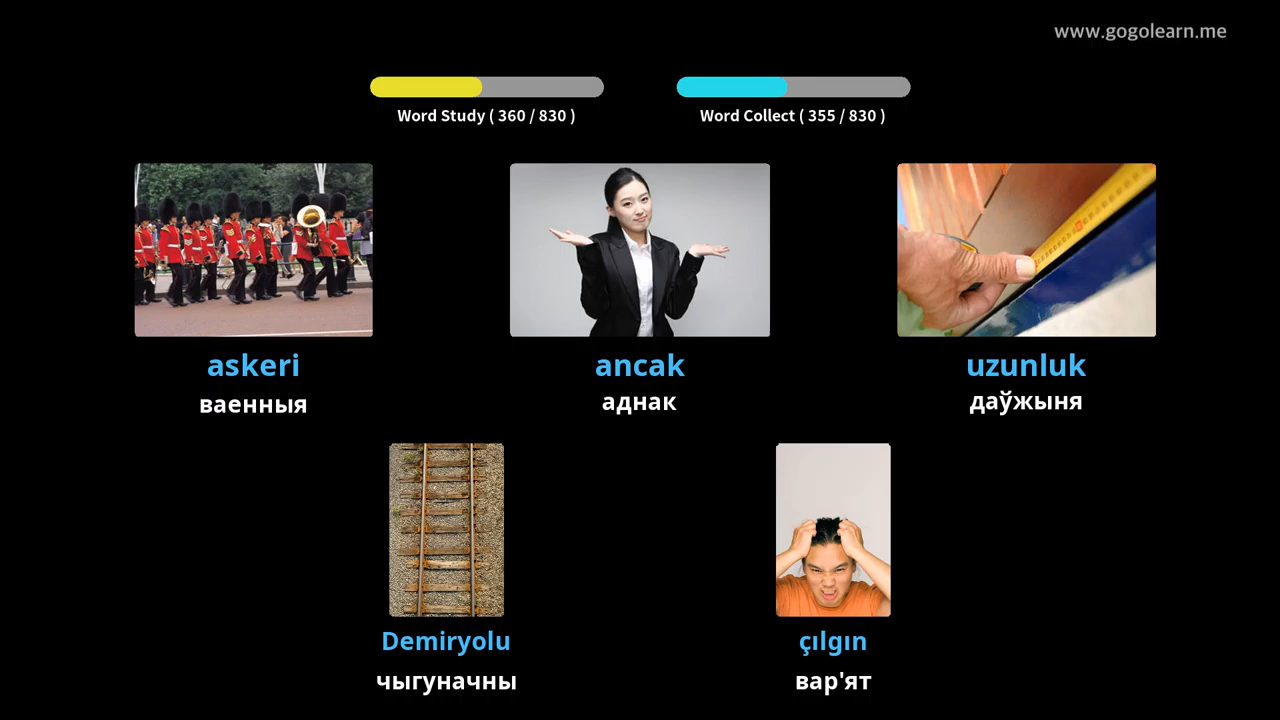 www.gogolearn.me
Word Study ( 360 / 830 )
Word Collect ( 355 / 830 )
askeri
ваенныя
ancak
аднак
uzunluk
даўжыня
Demiryolu
чыгуначны
çılgın
вар'ят